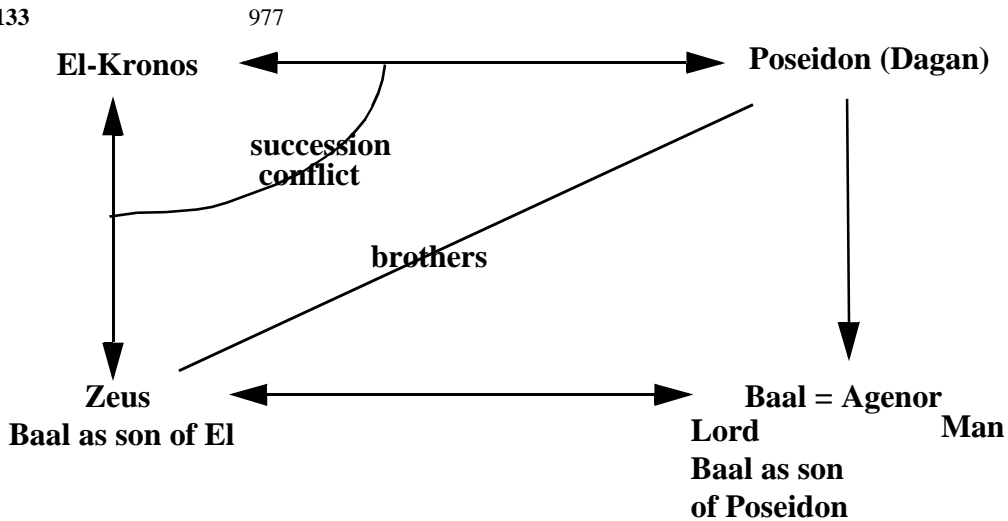 133 977
El-Kronos
Poseidon (Dagan)
succession
conflict
brothers
Zeus
Baal as son of El
Baal = Agenor
Lord Man
Baal as son
of Poseidon